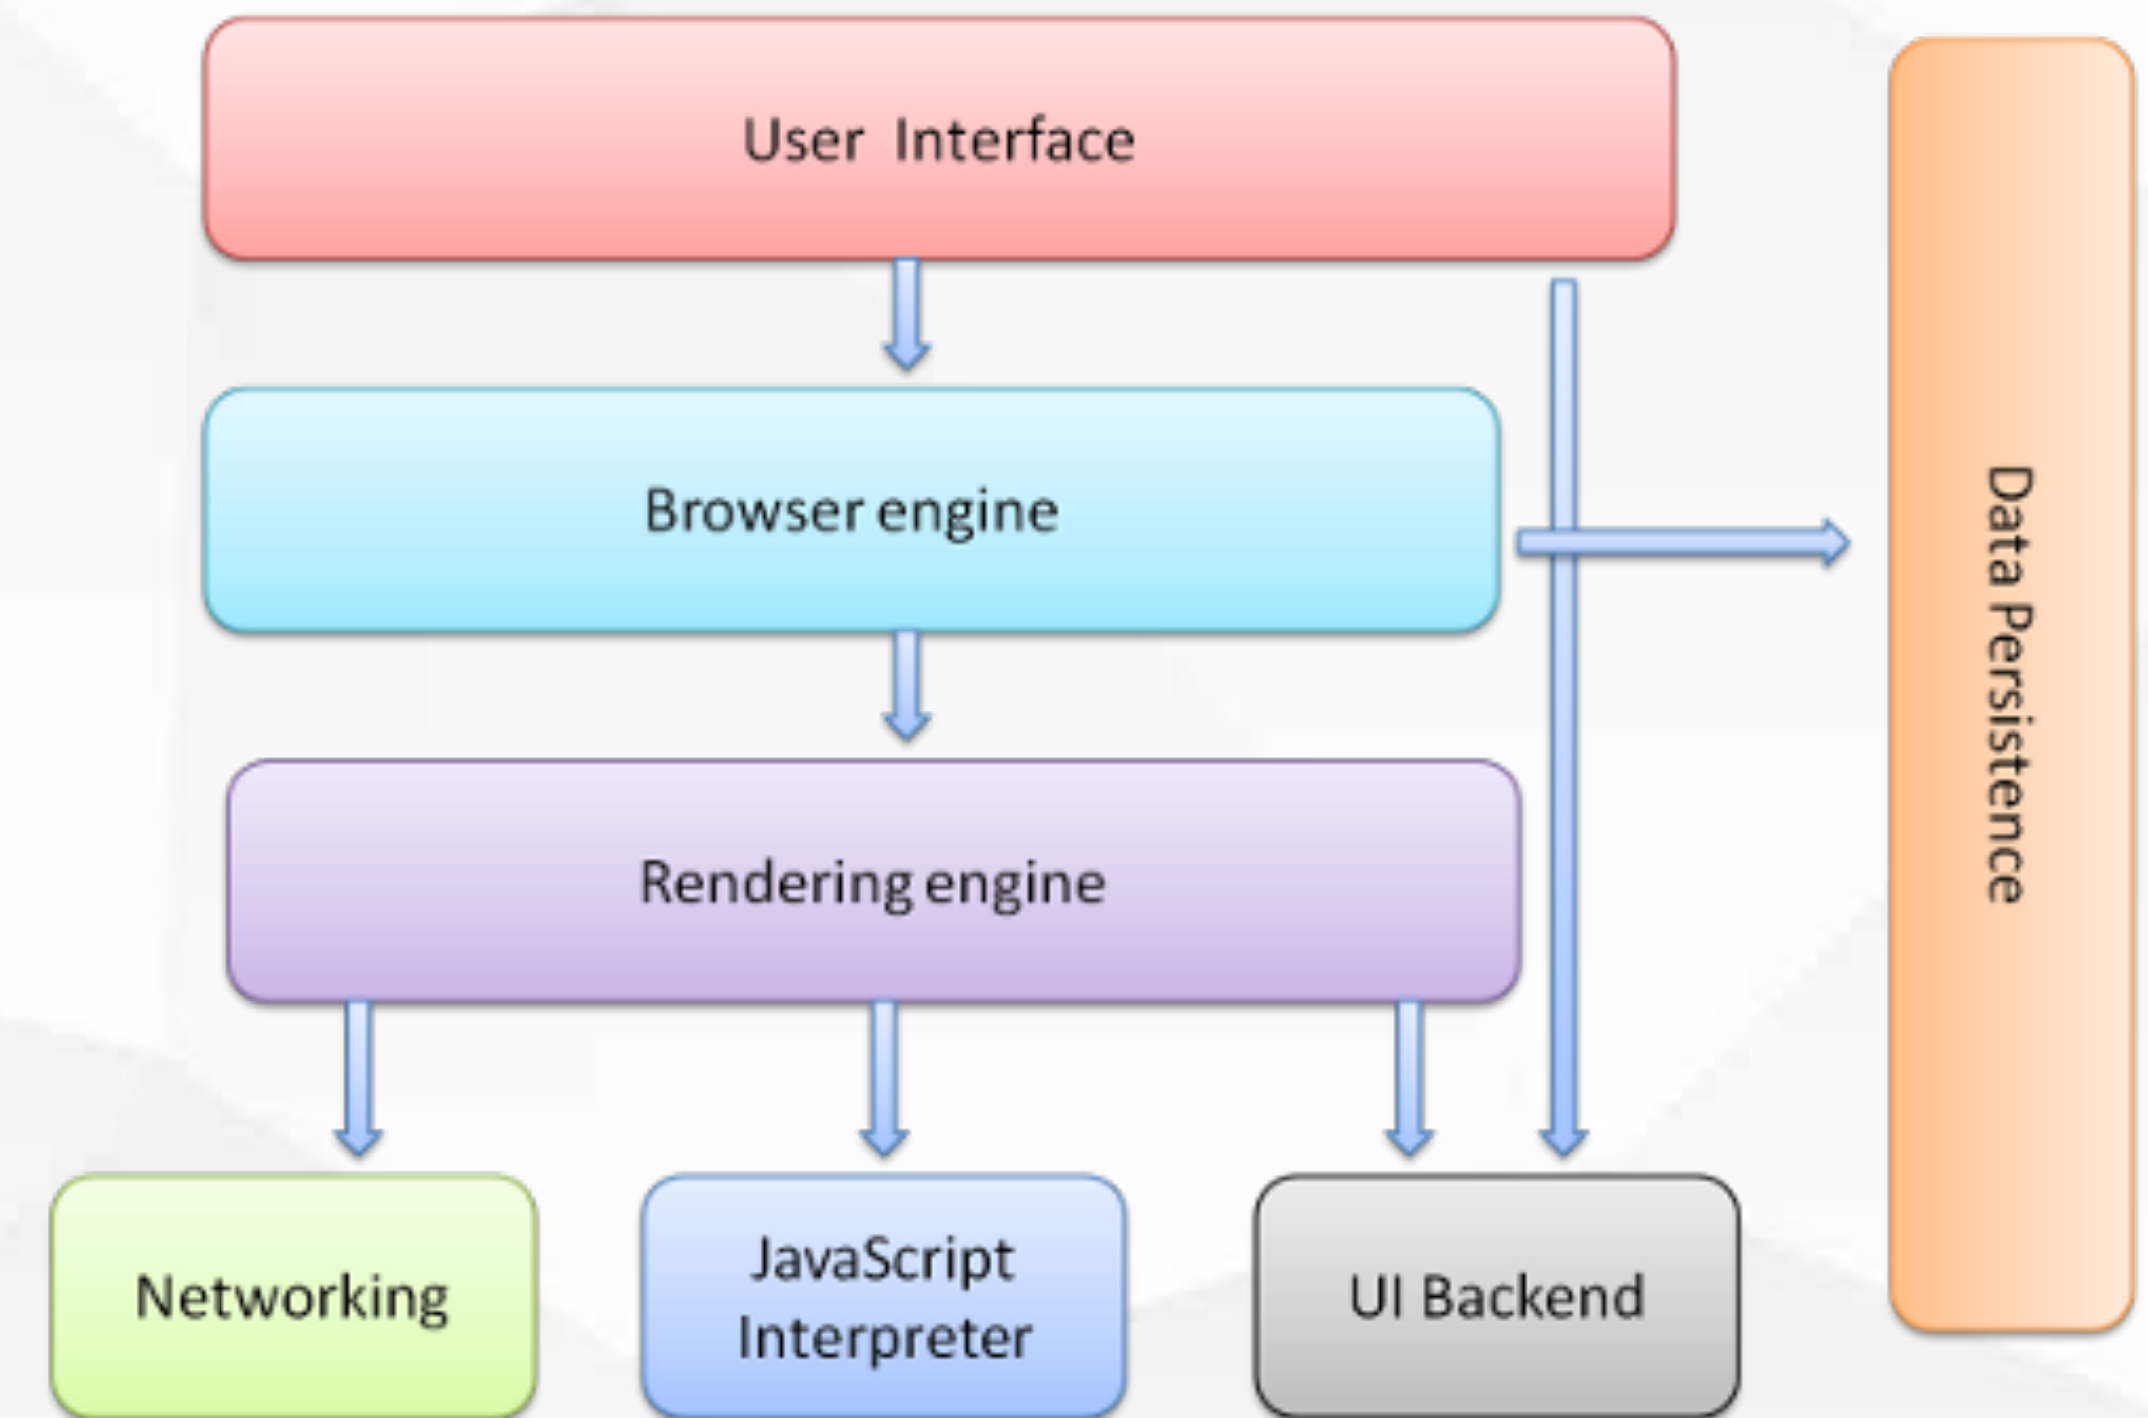 User Interface
Browser engine
Data Persistence
Rendering engine
Networking
JavaScript
Interpreter
UI Backend